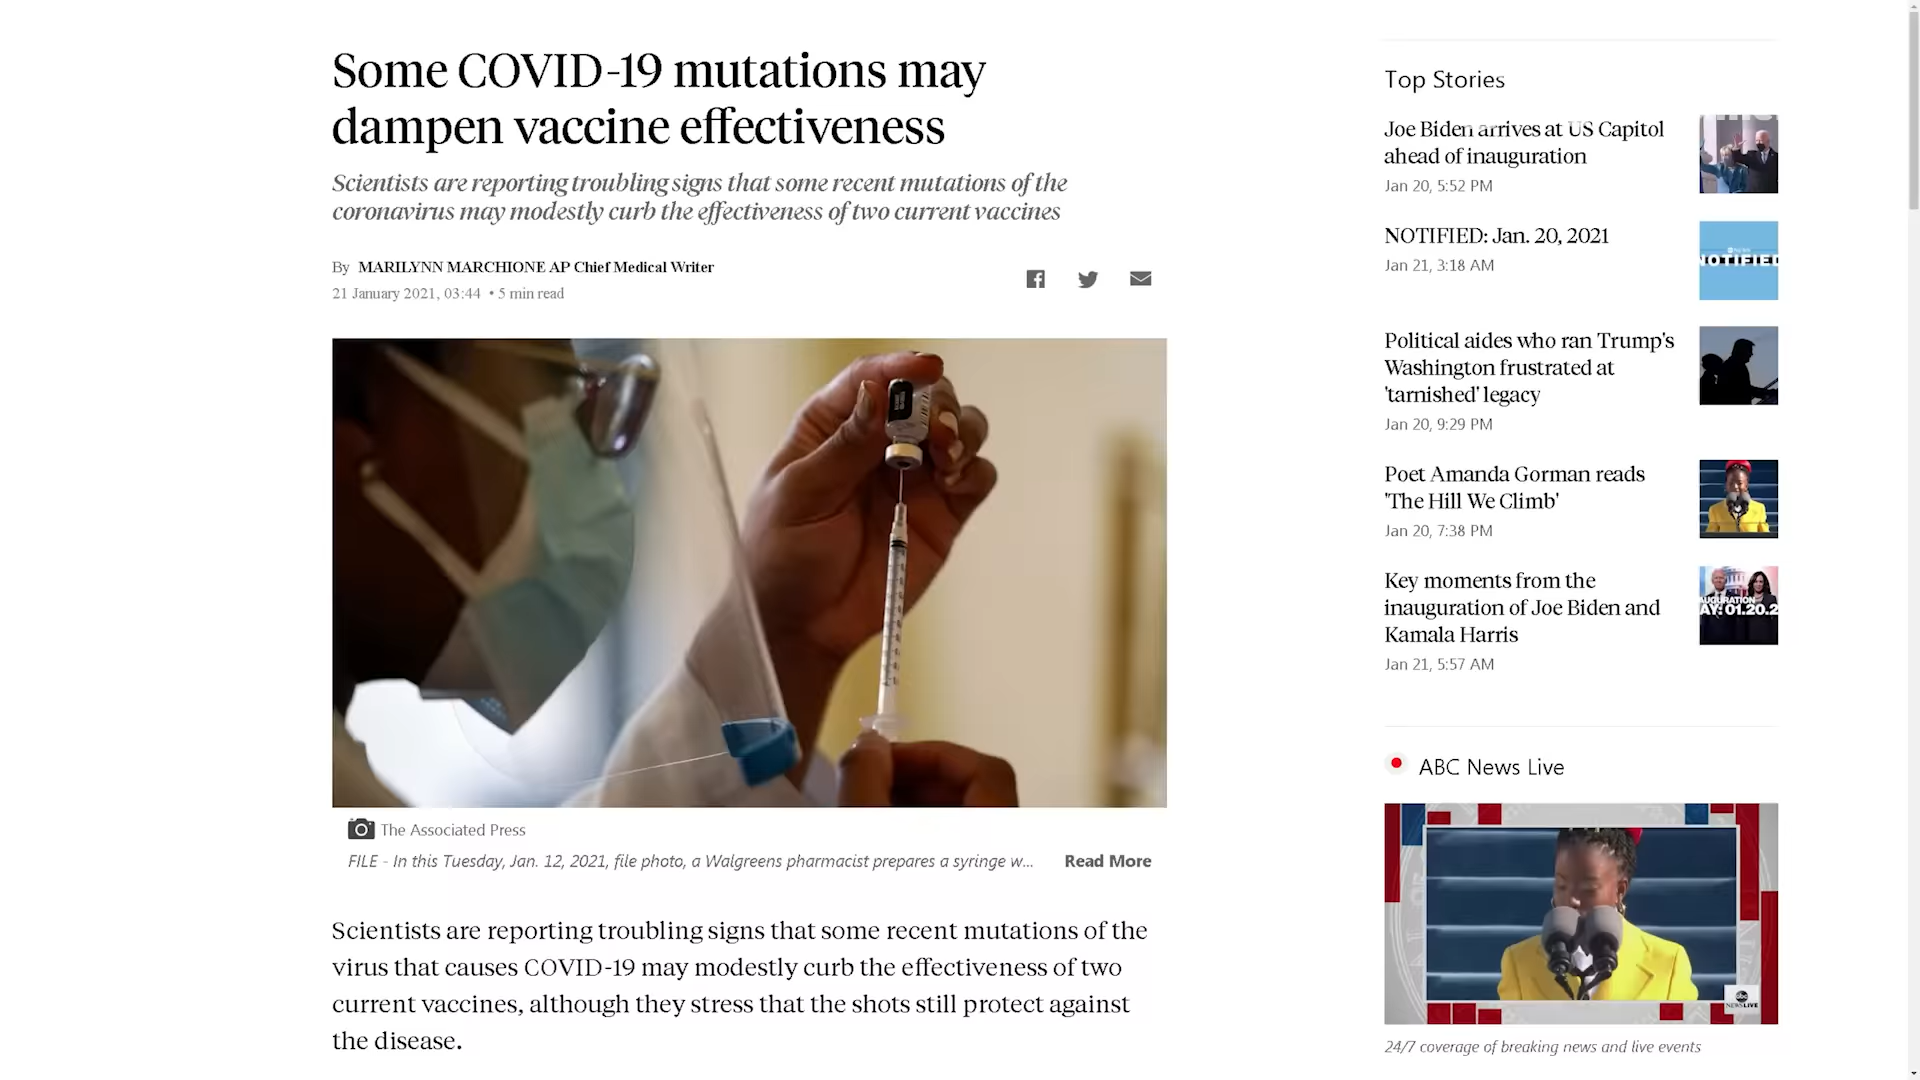 Some COVID-19 mutations may
dampen vaccine effectiveness
Scientists are reporting troubling signs that some recent mutations of the
coronavirus may modestly curb the effectiveness of two current vaccines
By MARILYNN MARCHIONE AP Chief Medical Writer
21 January 2021, 03:44 • 5 min read
The Associated Press
FILE - In this Tuesday, Jan. 12, 2021, file photo, a Walgreens pharmacist prepares a syringe w... Read More
Scientists are reporting troubling signs that some recent mutations of the
virus that causes COVID-19 may modestly curb the effectiveness of two
current vaccines, although they stress that the shots still protect against
the disease.
Top Stories
Joe Biden arrives at US Capitol
ahead of inauguration
Jan 20, 5:52 PM
NOTIFIED: Jan. 20, 2021
Jan 21, 3:18 AM
NOTIFIED
Political aides who ran Trump's
Washington frustrated at
'tarnished' legacy
Jan 20, 9:29 PM
Poet Amanda Gorman reads
'The Hill We Climb'
Jan 20, 7:38 PM
Key moments from the
inauguration of Joe Biden and
Kamala Harris
Jan 21, 5:57 AM
AUGURATION
AY: 01.20.2
ABC News Live
abc
NEWS LIVE
24/7 coverage of breaking news and live events